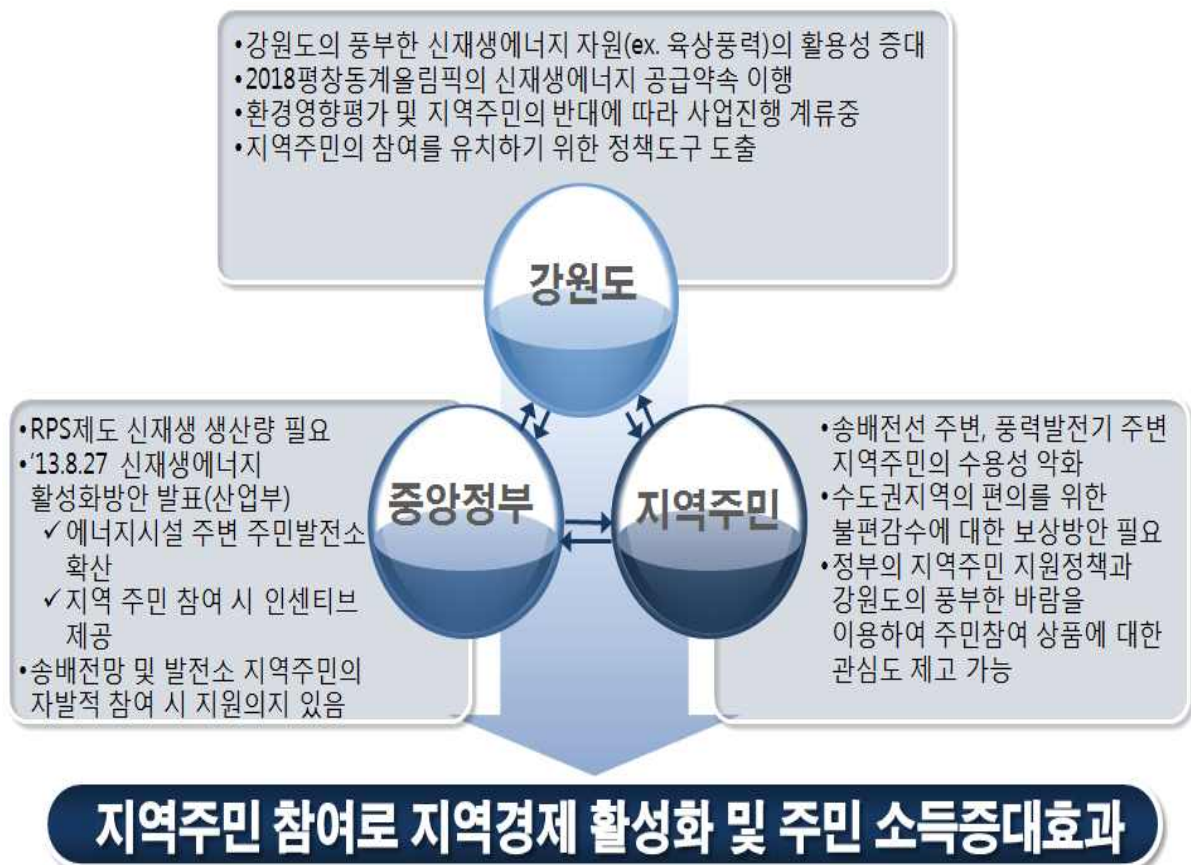 •강원도의 풍부한 신재생에너지 자원(ex. 육상풍력)의 활용성 증대
•2018평창동계올림픽의 신재생에너지 공급약속 이행
•환경영향평가 및 지역주민의 반대에 따라 사업진행 계류중
•지역주민의 참여를 유치하기 위한 정책도구 도출
강원도
•RPS제도 신재생 생산량 필요
•'13.8.27 신재생에너지
활성화방안 발표(산업부)
✓에너지시설 주변 주민발전소
확산
✓지역 주민 참여 시 인센티브
제공
•송배전망 및 발전소 지역주민의
자발적 참여 시 지원의지 있음
중앙정부
지역주민
•송배전선 주변, 풍력발전기 주변
지역주민의 수용성 악화
•수도권지역의 편의를 위한
불편감수에 대한 보상방안 필요
•정부의 지역주민 지원정책과
강원도의 풍부한 바람을
이용하여 주민참여 상품에 대한
관심도 제고 가능
지역주민 참여로 지역경제 활성화 및 주민 소득증대효과